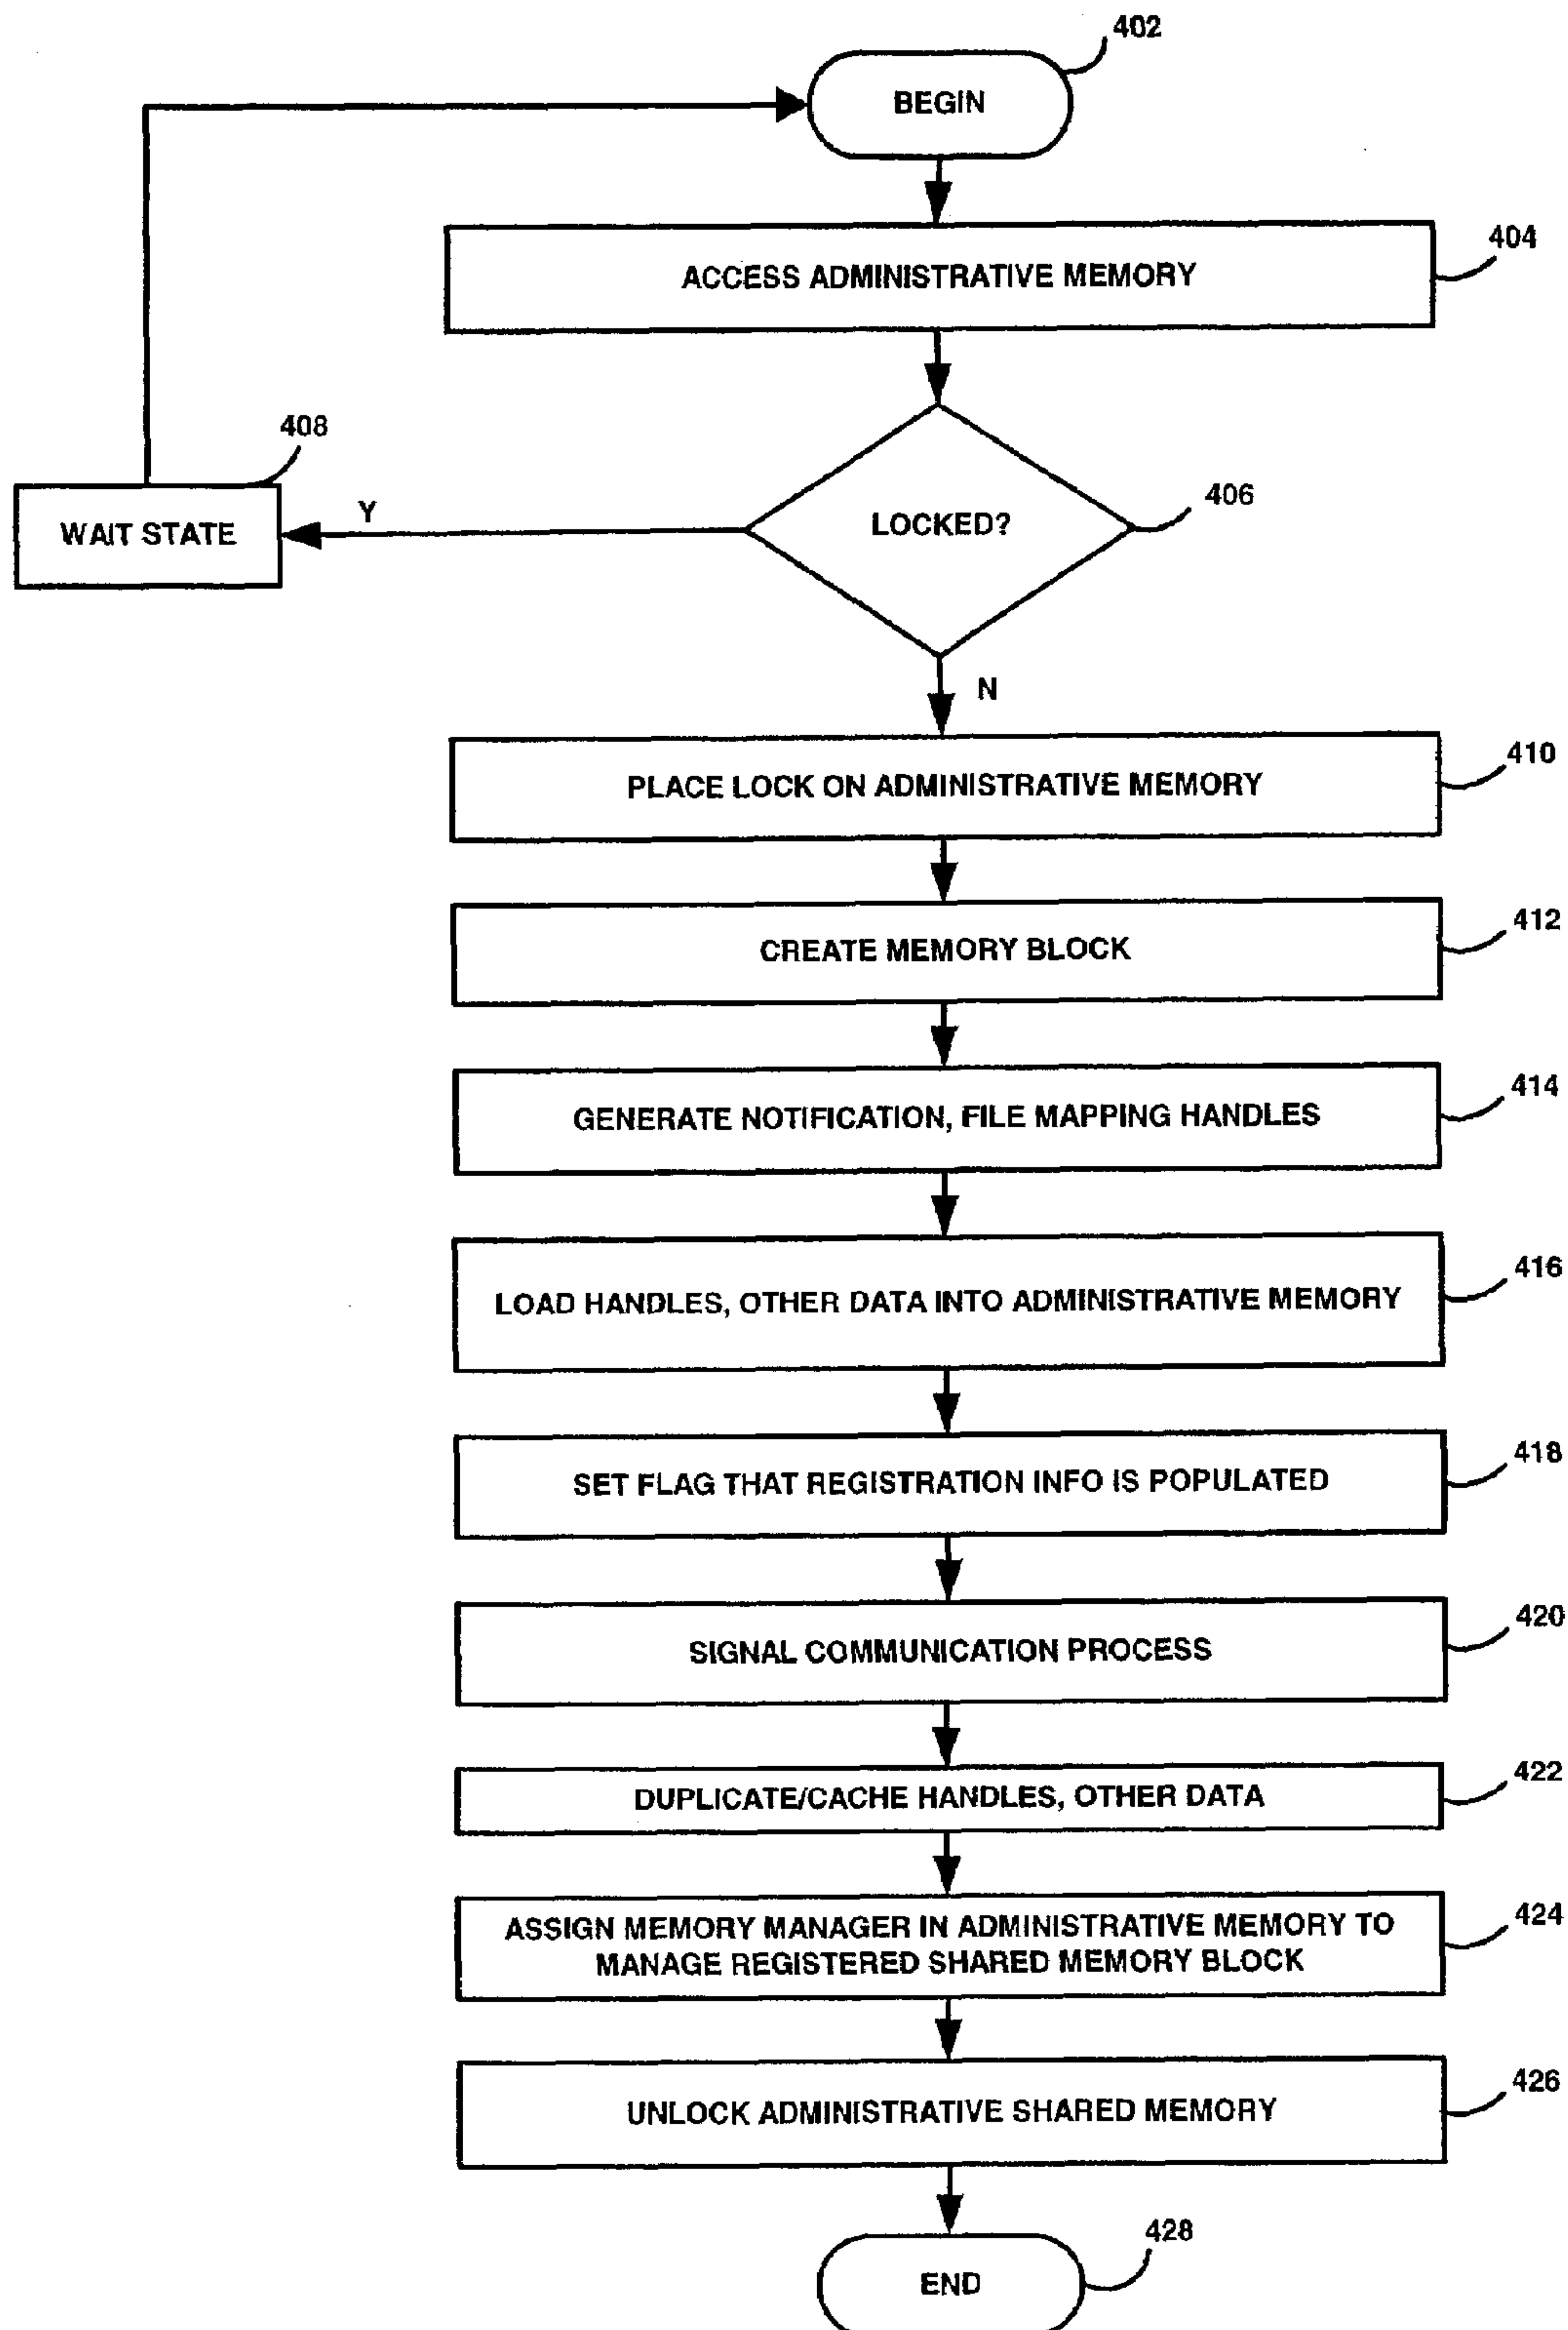 402
BEGIN
404
ACCESS ADMINISTRATIVE MEMORY
408
406
WAIT STATE
Y
LOCKED?
N
410
PLACE LOCK ON ADMINISTRATIVE MEMORY
412
CREATE MEMORY BLOCK
414
GENERATE NOTIFICATION, FILE MAPPING HANDLES
416
LOAD HANDLES, OTHER DATA INTO ADMINISTRATIVE MEMORY
418
SET FLAG THAT REGISTRATION INFO IS POPULATED
420
SIGNAL COMMUNICATION PROCESS
422
DUPLICATE/CACHE HANDLES, OTHER DATA
424
ASSIGN MEMORY MANAGER IN ADMINISTRATIVE MEMORY TO
MANAGE REGISTERED SHARED MEMORY BLOCK
426
UNLOCK ADMINISTRATIVE SHARED MEMORY
428
END